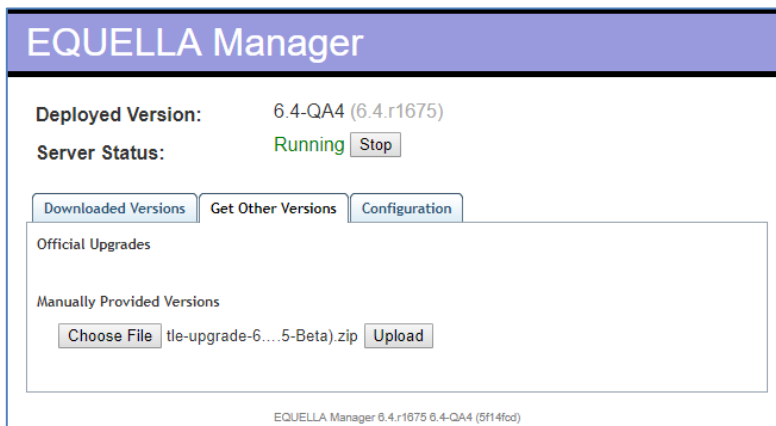 EQUELLA Manager
Deployed Version: 6.4-QA4 (6.4.r1675)
Server Status: Running Stop
Downloaded Versions Get Other Versions Configuration
Official Upgrades
Manually Provided Versions
Choose File tle-upgrade-6....5-Beta).zip Upload
EQUELLA Manager 6.4.r1675 6.4-QA4 (5f14fcd)